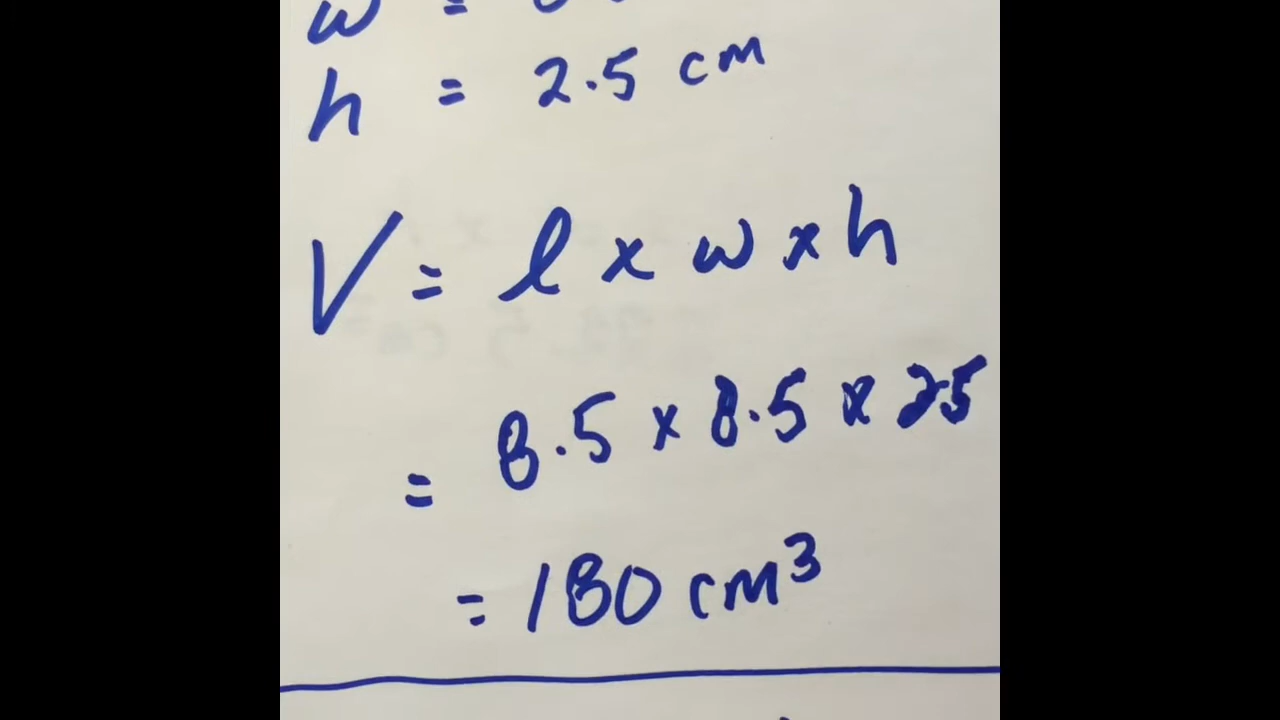 w =
h = 2.5 cm
V = l x w x h
= 8.5 x 8.5 x 2.5
= 180 cm³